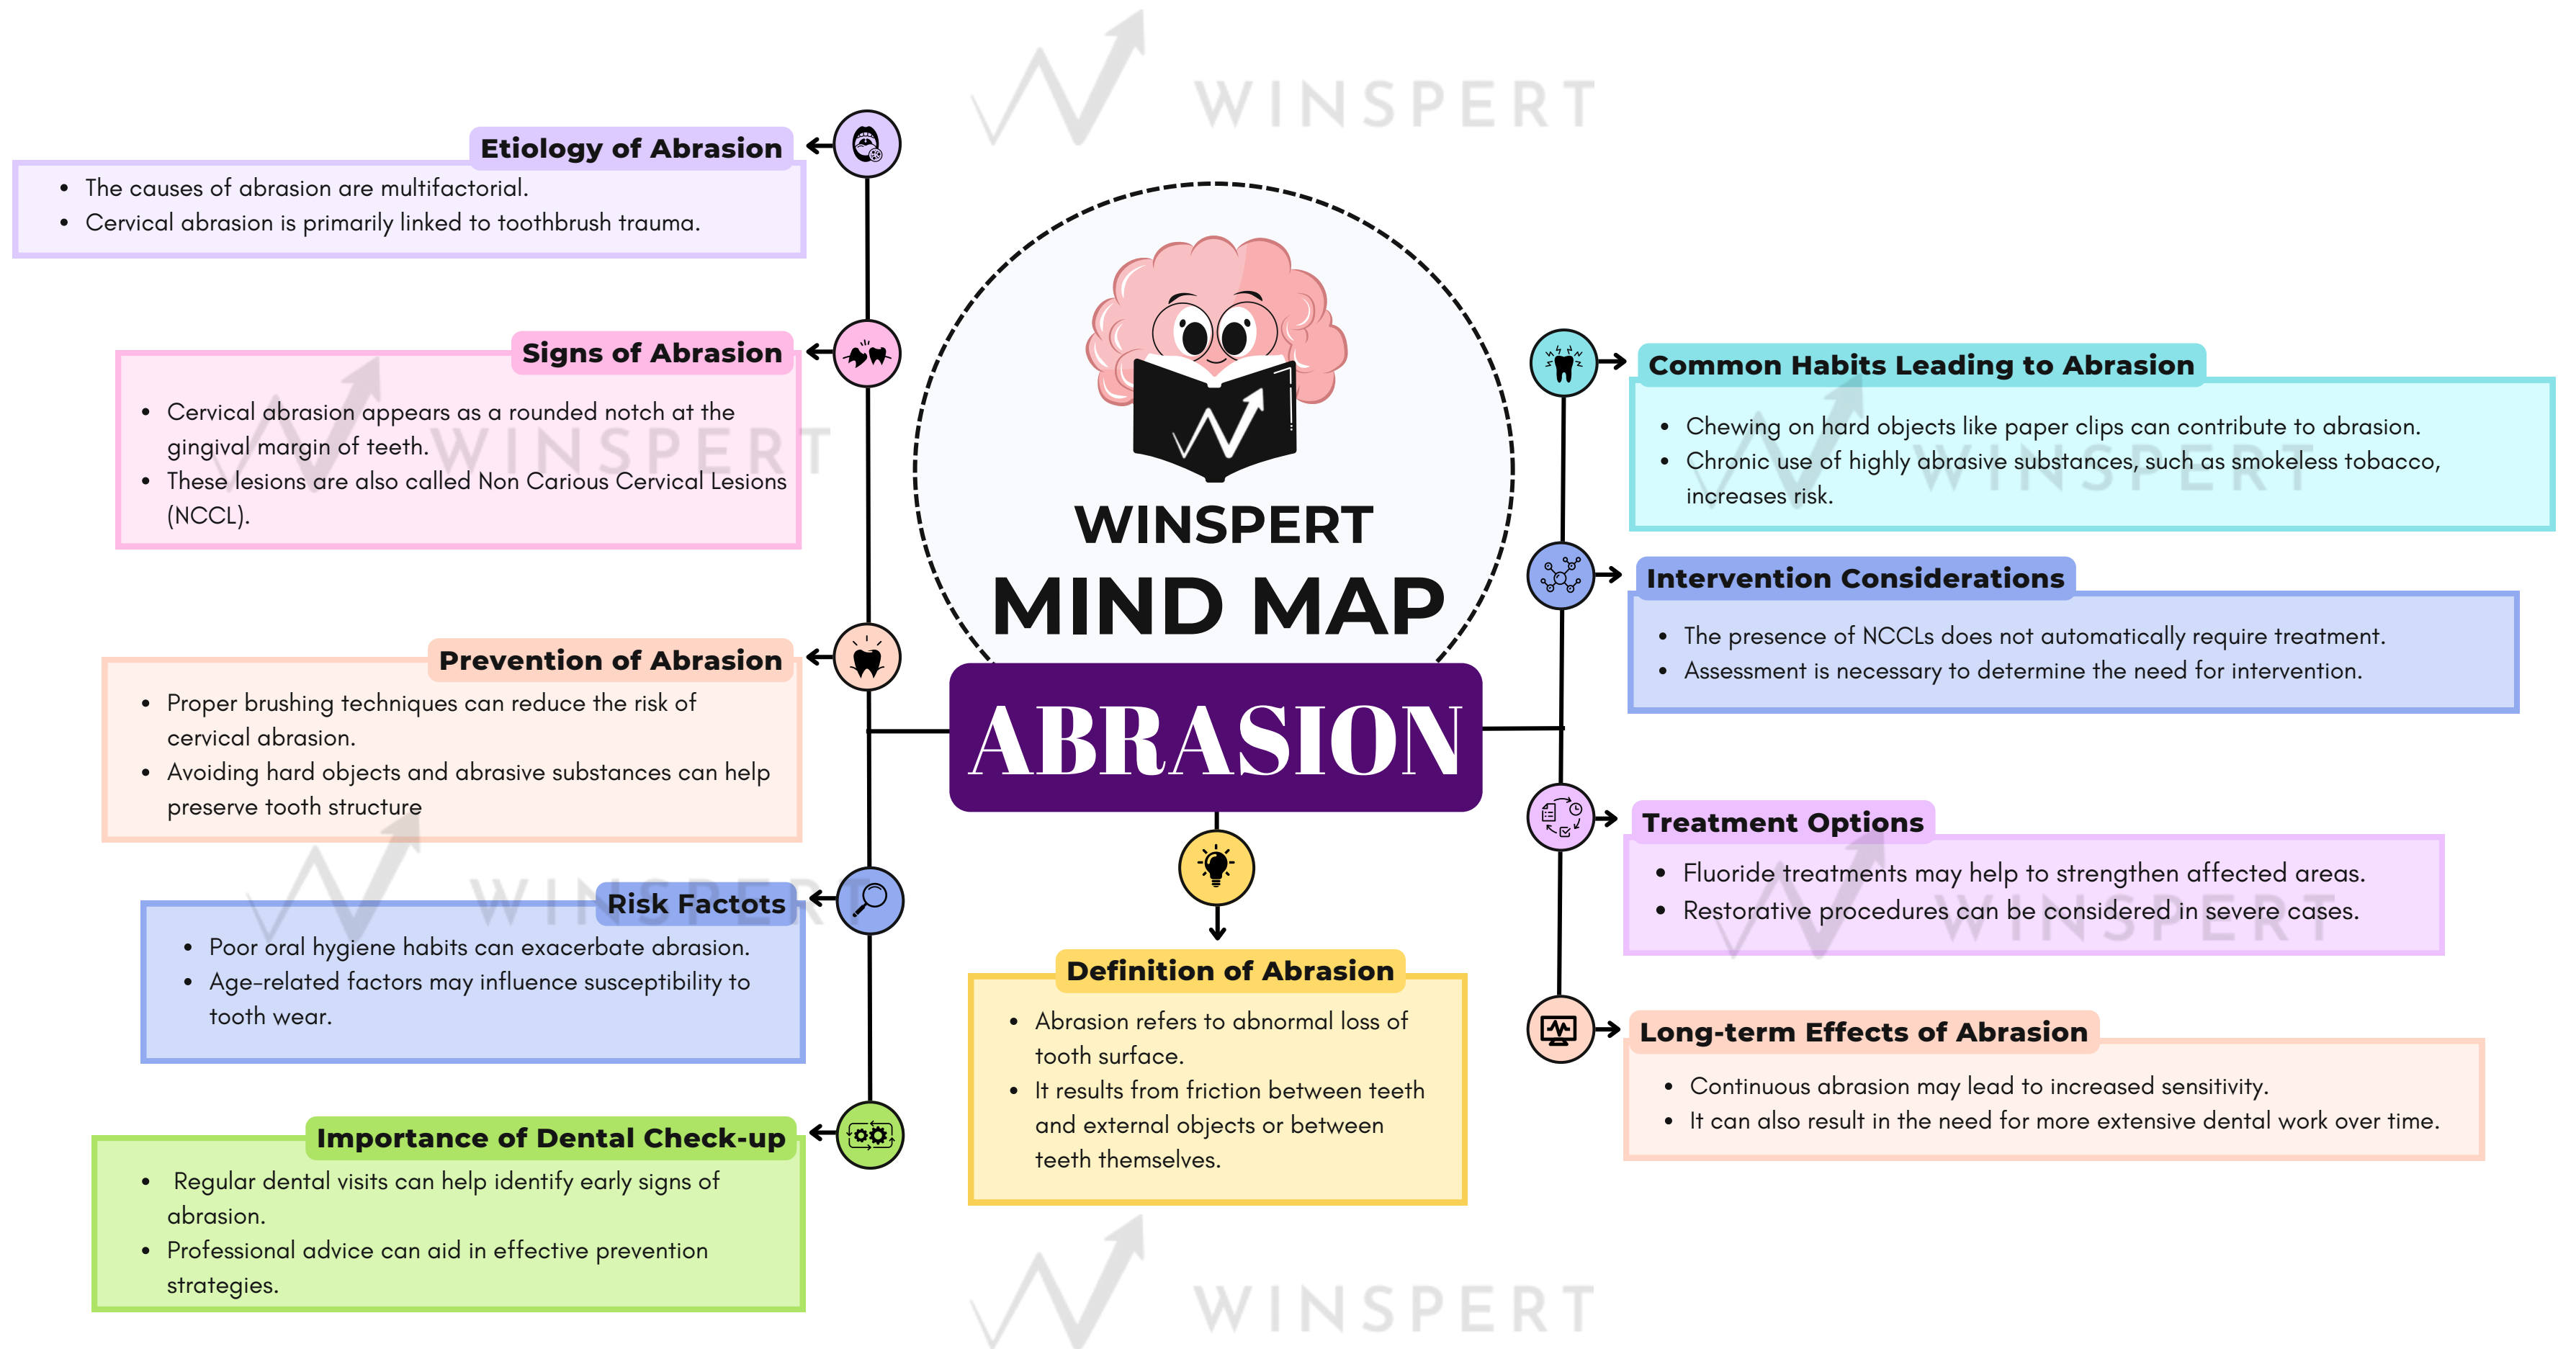 WINSPERT
Etiology of Abrasion
• The causes of abrasion are multifactorial.
• Cervical abrasion is primarily linked to toothbrush trauma.
Signs of Abrasion
• Cervical abrasion appears as a rounded notch at the
gingival margin of teeth.
• These lesions are also called Non Carious Cervical Lesions
(NCCL).
WINSPERT
Prevention of Abrasion
• Proper brushing techniques can reduce the risk of
cervical abrasion.
• Avoiding hard objects and abrasive substances can help
preserve tooth structure
Risk Factots
WINSPERT
• Poor oral hygiene habits can exacerbate abrasion.
• Age-related factors may influence susceptibility to
tooth wear.
Importance of Dental Check-up
• Regular dental visits can help identify early signs of
abrasion.
• Professional advice can aid in effective prevention
strategies.
WINSPERT
MIND MAP
ABRASION
Definition of Abrasion
• Abrasion refers to abnormal loss of
tooth surface.
• It results from friction between teeth
and external objects or between
teeth themselves.
WINSPERT
Common Habits Leading to Abrasion
• Chewing on hard objects like paper clips can contribute to abrasion.
• Chronic use of highly abrasive substances, such as smokeless tobacco,
increases risk.
WINSPERT
Intervention Considerations
• The presence of NCCLs does not automatically require treatment.
• Assessment is necessary to determine the need for intervention.
Treatment Options
• Fluoride treatments may help to strengthen affected areas.
• Restorative procedures can be considered in severe cases.
WINSPERT
Long-term Effects of Abrasion
• Continuous abrasion may lead to increased sensitivity.
• It can also result in the need for more extensive dental work over time.